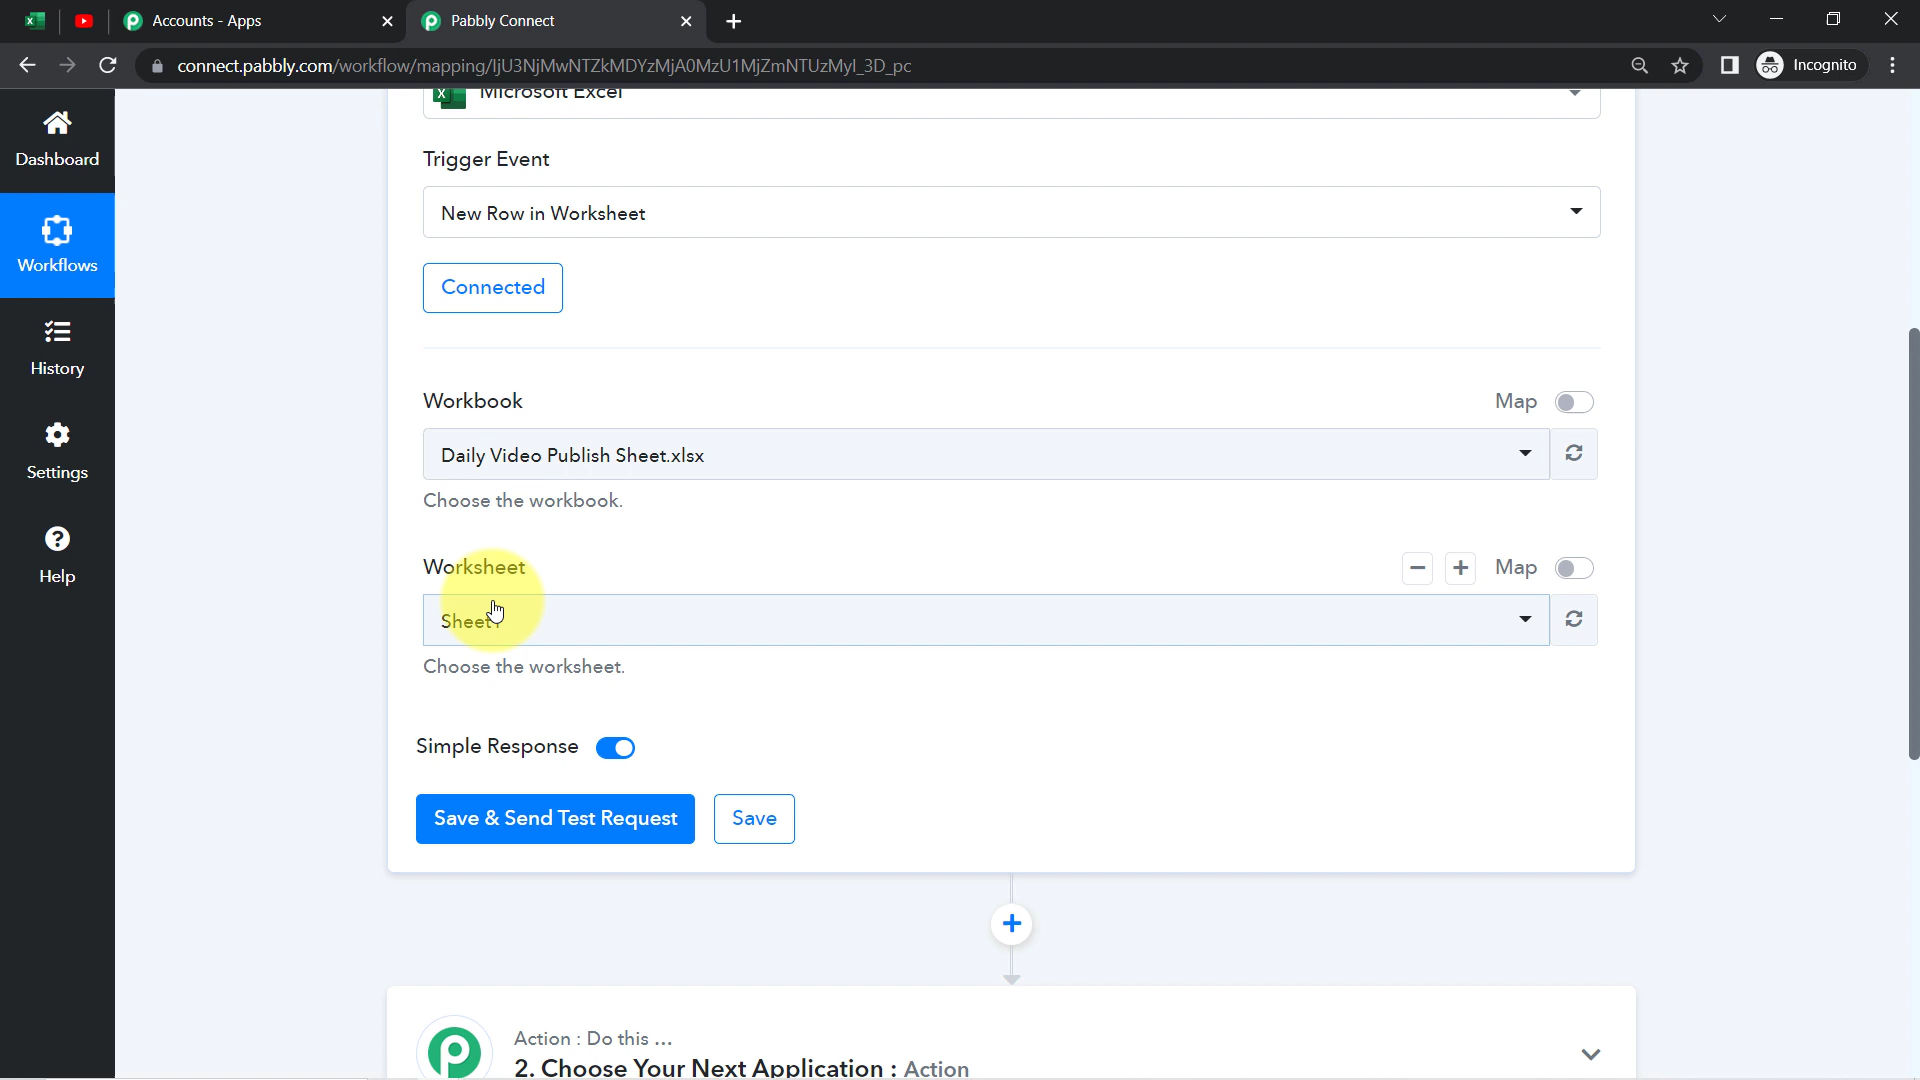 Accounts - Apps
Pabbly Connect
connect.pabbly.com/workflow/mapping/IjU3NjMwNTZkMDYzMjA0MzU1MjZmNTUzMyI_3D_pc
Incognito
Dashboard
Workflows
History
Settings
Help
Microsoft Excel
Trigger Event
New Row in Worksheet
Connected
Workbook
Map
Daily Video Publish Sheet.xlsx
Choose the workbook.
Worksheet
Map
Sheet1
Choose the worksheet.
Simple Response
Save & Send Test Request
Save
Action : Do this ...
2. Choose Your Next Application : Action